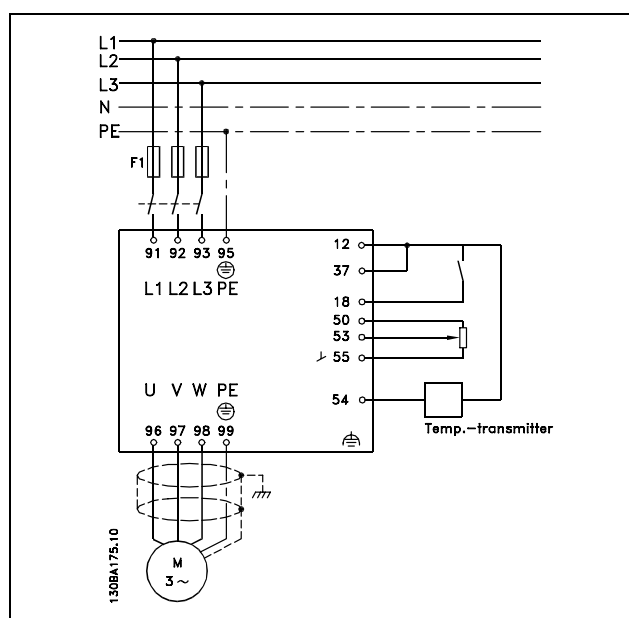 L1
L2
L3
N
PE
F1
91 92 93 95
L1 L2 L3 PE
12
37
18
50
53
55
54
U V W PE
96 97 98 99
Temp.-transmitter
M
3~
130BA175.10